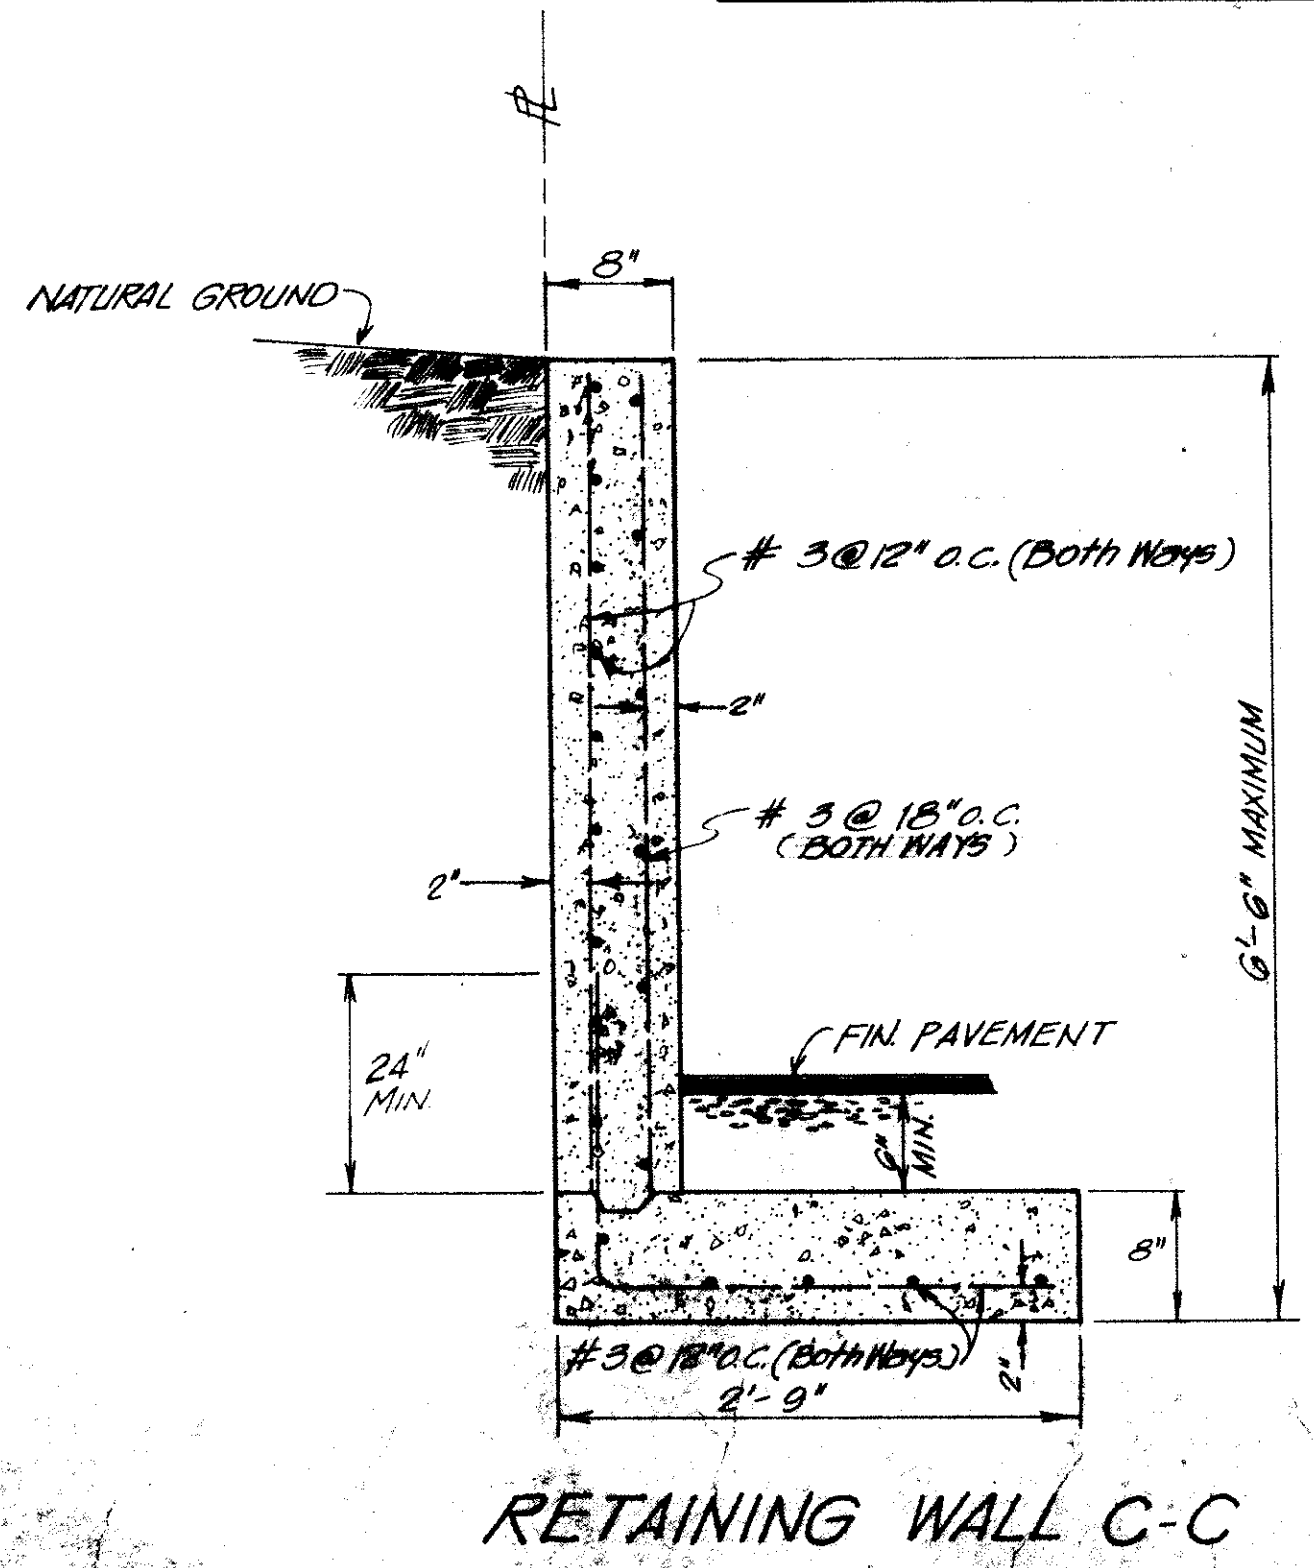 PL
8"
NATURAL GROUND
# 3 @ 12" O.C. (Both Ways)
2"
# 3 @ 18" O.C.
(BOTH WAYS)
2"
6'-6" MAXIMUM
24"
MIN.
FIN. PAVEMENT
6"
MIN.
8"
#3 @ O.C. (Both Ways)
2"
2'-9"
RETAINING WALL C-C